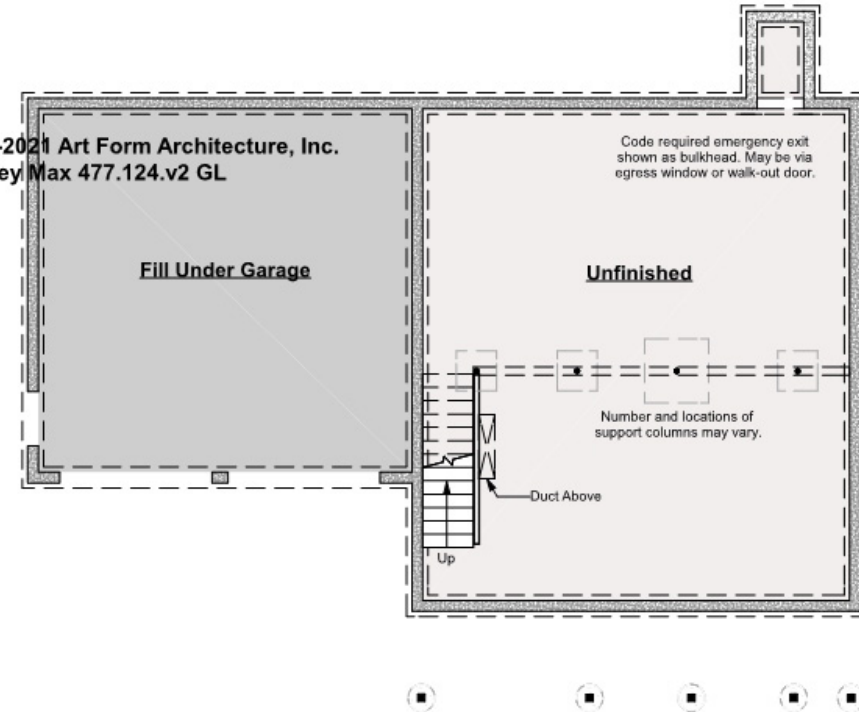 -2021 Art Form Architecture, Inc.
ey Max 477.124.v2 GL
Code required emergency exit
shown as bulkhead. May be via
egress window or walk-out door.
Fill Under Garage
Unfinished
Number and locations of
support columns may vary.
Duct Above
Up